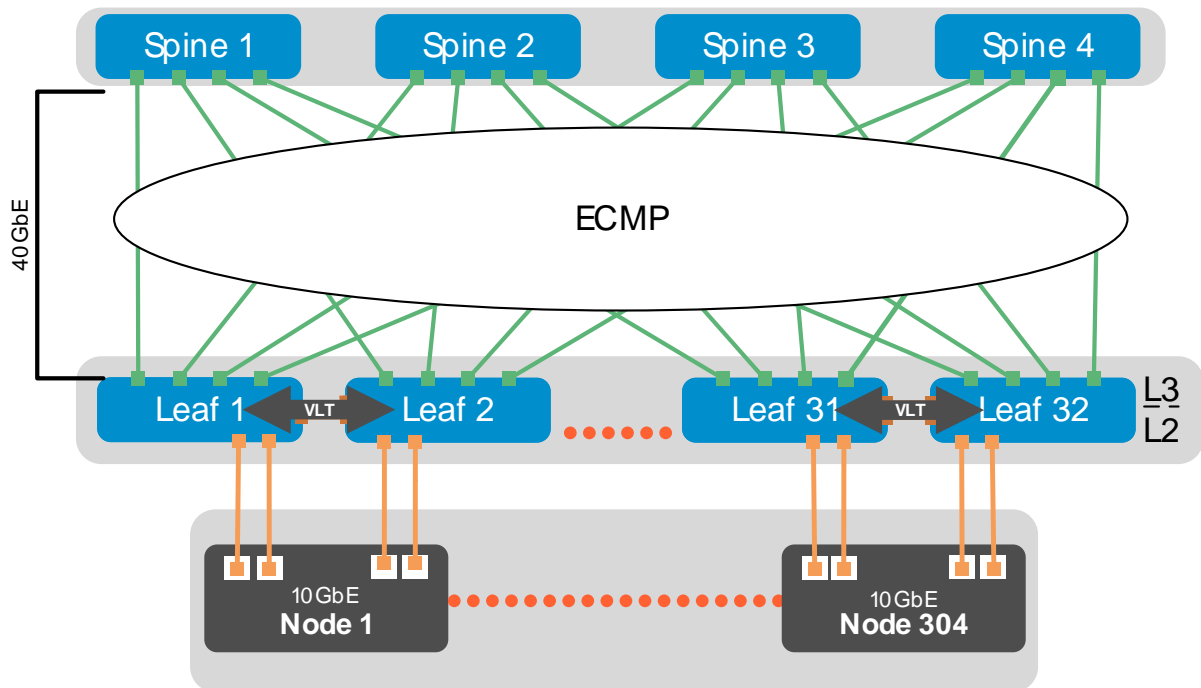 Spine 1
Spine 2
Spine 3
Spine 4
40GbE
ECMP
Leaf 1
VLT
Leaf 2
Leaf 31
VLT
Leaf 32
L3
L2
10GbE
Node 1
10GbE
Node 304